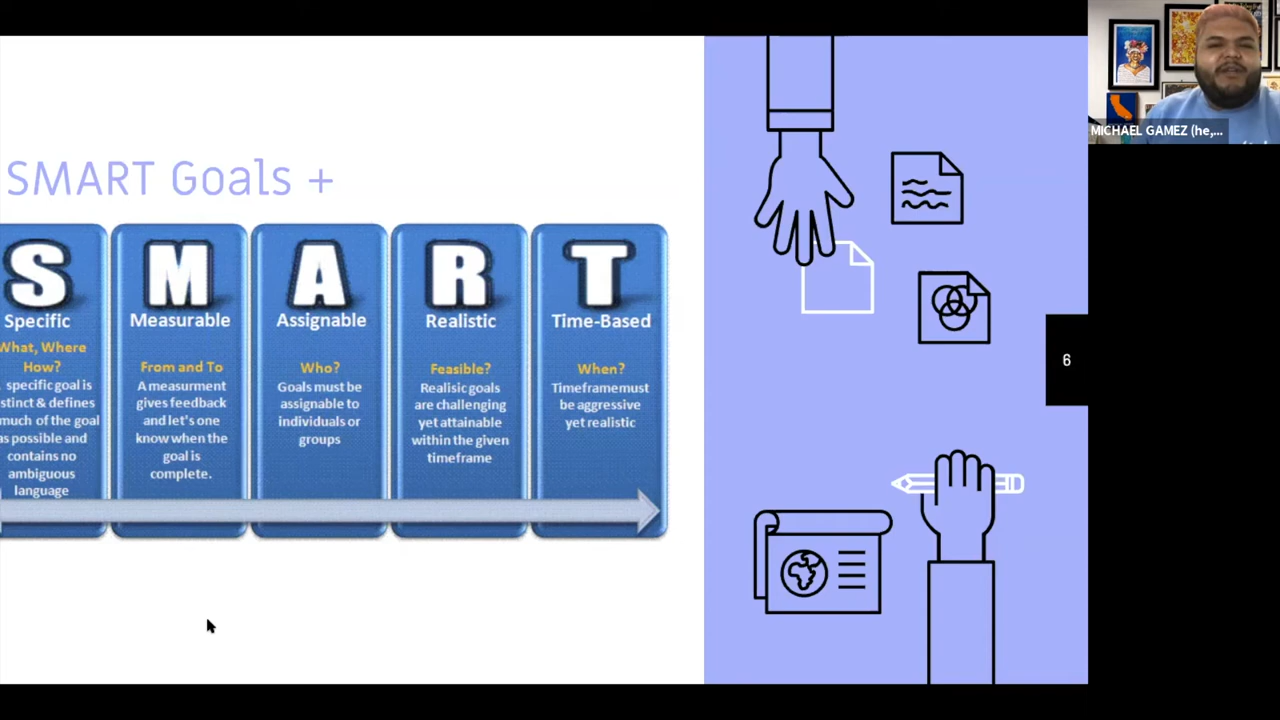 SMART Goals +
S
Specific
What, Where
How?
specific goal is
stinct & defines
much of the goal
as possible and
contains no
ambiguous
language
M
Measurable
From and To
A measurment
gives feedback
and let's one
know when the
goal is
complete.
A
Assignable
Who?
Goals must be
assignable to
individuals or
groups
R
Realistic
Feasible?
Realisic goals
are challenging
yet attainable
within the given
timeframe
T
Time-Based
When?
Timeframemust
be aggressive
yet realistic
6
MICHAEL GAMEZ (he,...